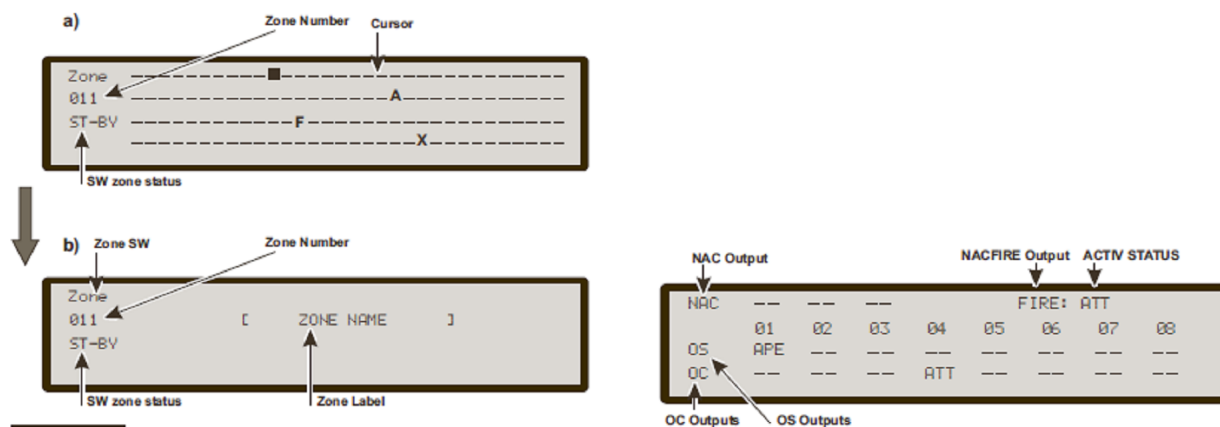 a)
Zone Number
Cursor
Zone -----------------■-----------------------------------
011 --------------------------------A--------------------
ST-BY --------------------F--------------------------------
-----------------------------------X-----------------
SW zone status
b)
Zone SW
Zone Number
Zone
011 [ ZONE NAME ]
ST-BY
SW zone status
Zone Label
NAC Output
NACFIRE Output
ACTIV STATUS
NAC -- -- -- FIRE: ATT
01 02 03 04 05 06 07 08
OS APE -- -- -- -- -- -- --
OC -- -- -- ATT -- -- -- --
OC Outputs
OS Outputs